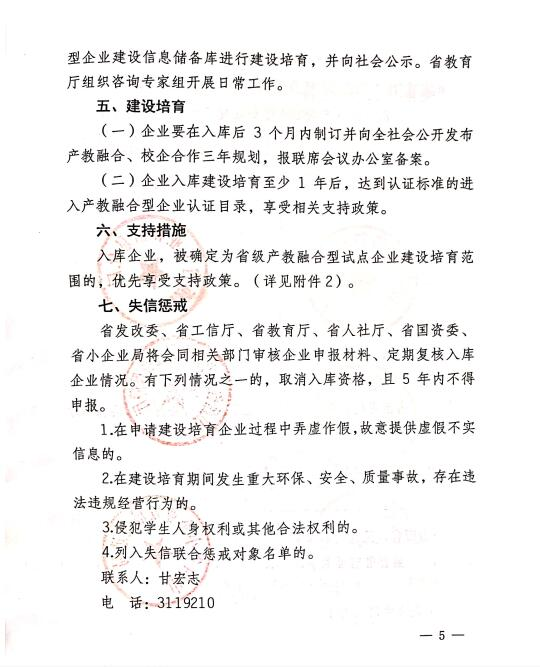 型企业建设信息储备库进行建设培育，并向社会公示。省教育
厅组织咨询专家组开展日常工作。
五、建设培育
（一）企业要在入库后 3 个月内制订并向全社会公开发布
产教融合、校企合作三年规划，报联席会议办公室备案。
（二）企业入库建设培育至少 1 年后，达到认证标准的进
入产教融合型企业认证目录，享受相关支持政策。
六、支持措施
入库企业，被确定为省级产教融合型试点企业建设培育范
围的，优先享受支持政策。（详见附件2）。
七、失信惩戒
省发改委、省工信厅、省教育厅、省人社厅、省国资委、
省小企业局将会同相关部门审核企业申报材料、定期复核入库
企业情况。有下列情况之一的，取消入库资格，且 5 年内不得
申报。
1.在申请建设培育企业过程中弄虚作假，故意提供虚假不实
信息的。
2.在建设培育期间发生重大环保、安全、质量事故，存在违
法违规经营行为的。
3.侵犯学生人身权利或其他合法权利的。
4.列入失信联合惩戒对象名单的。
联系人：甘宏志
电 话：3119210
— 5 —